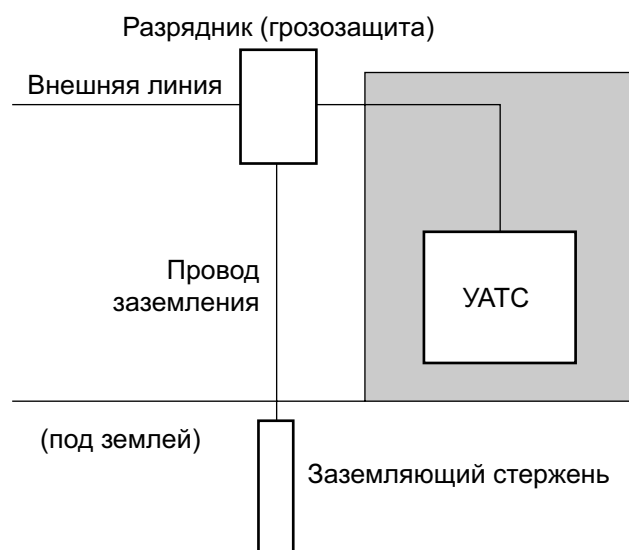 Разрядник (грозозащита)
Внешняя линия
Провод
заземления
УАТС
(под землей)
Заземляющий стержень